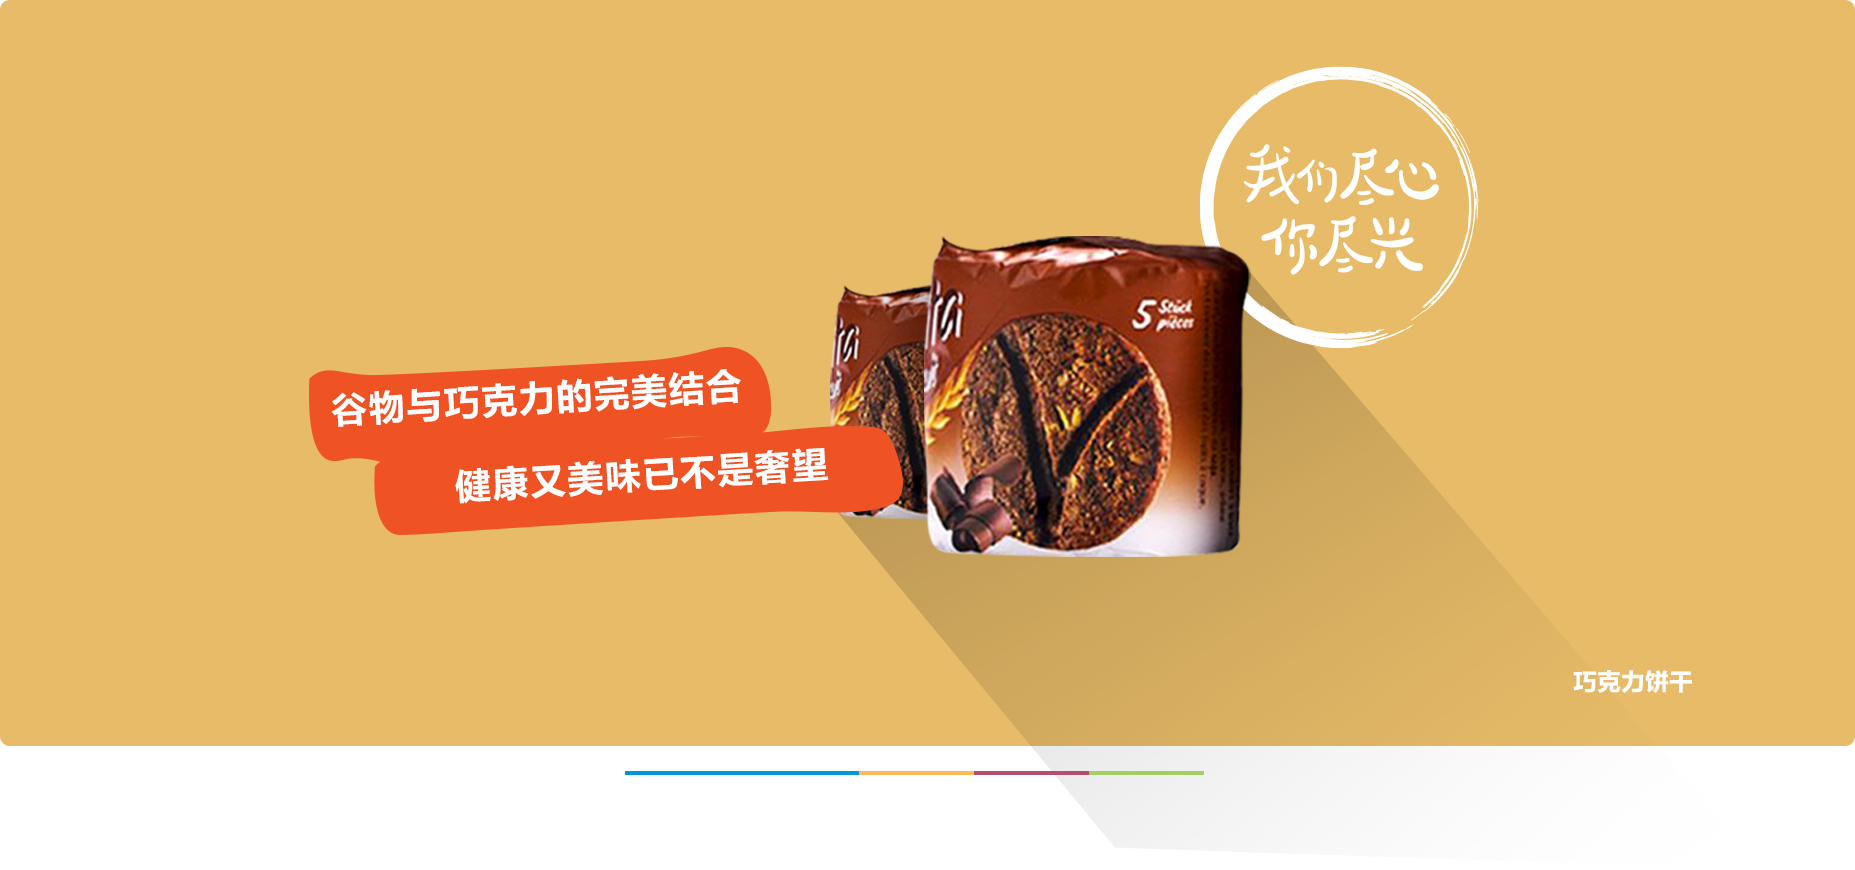 我们尽心
你尽兴
5 Stück
pièces
谷物与巧克力的完美结合
健康又美味已不是奢望
巧克力饼干